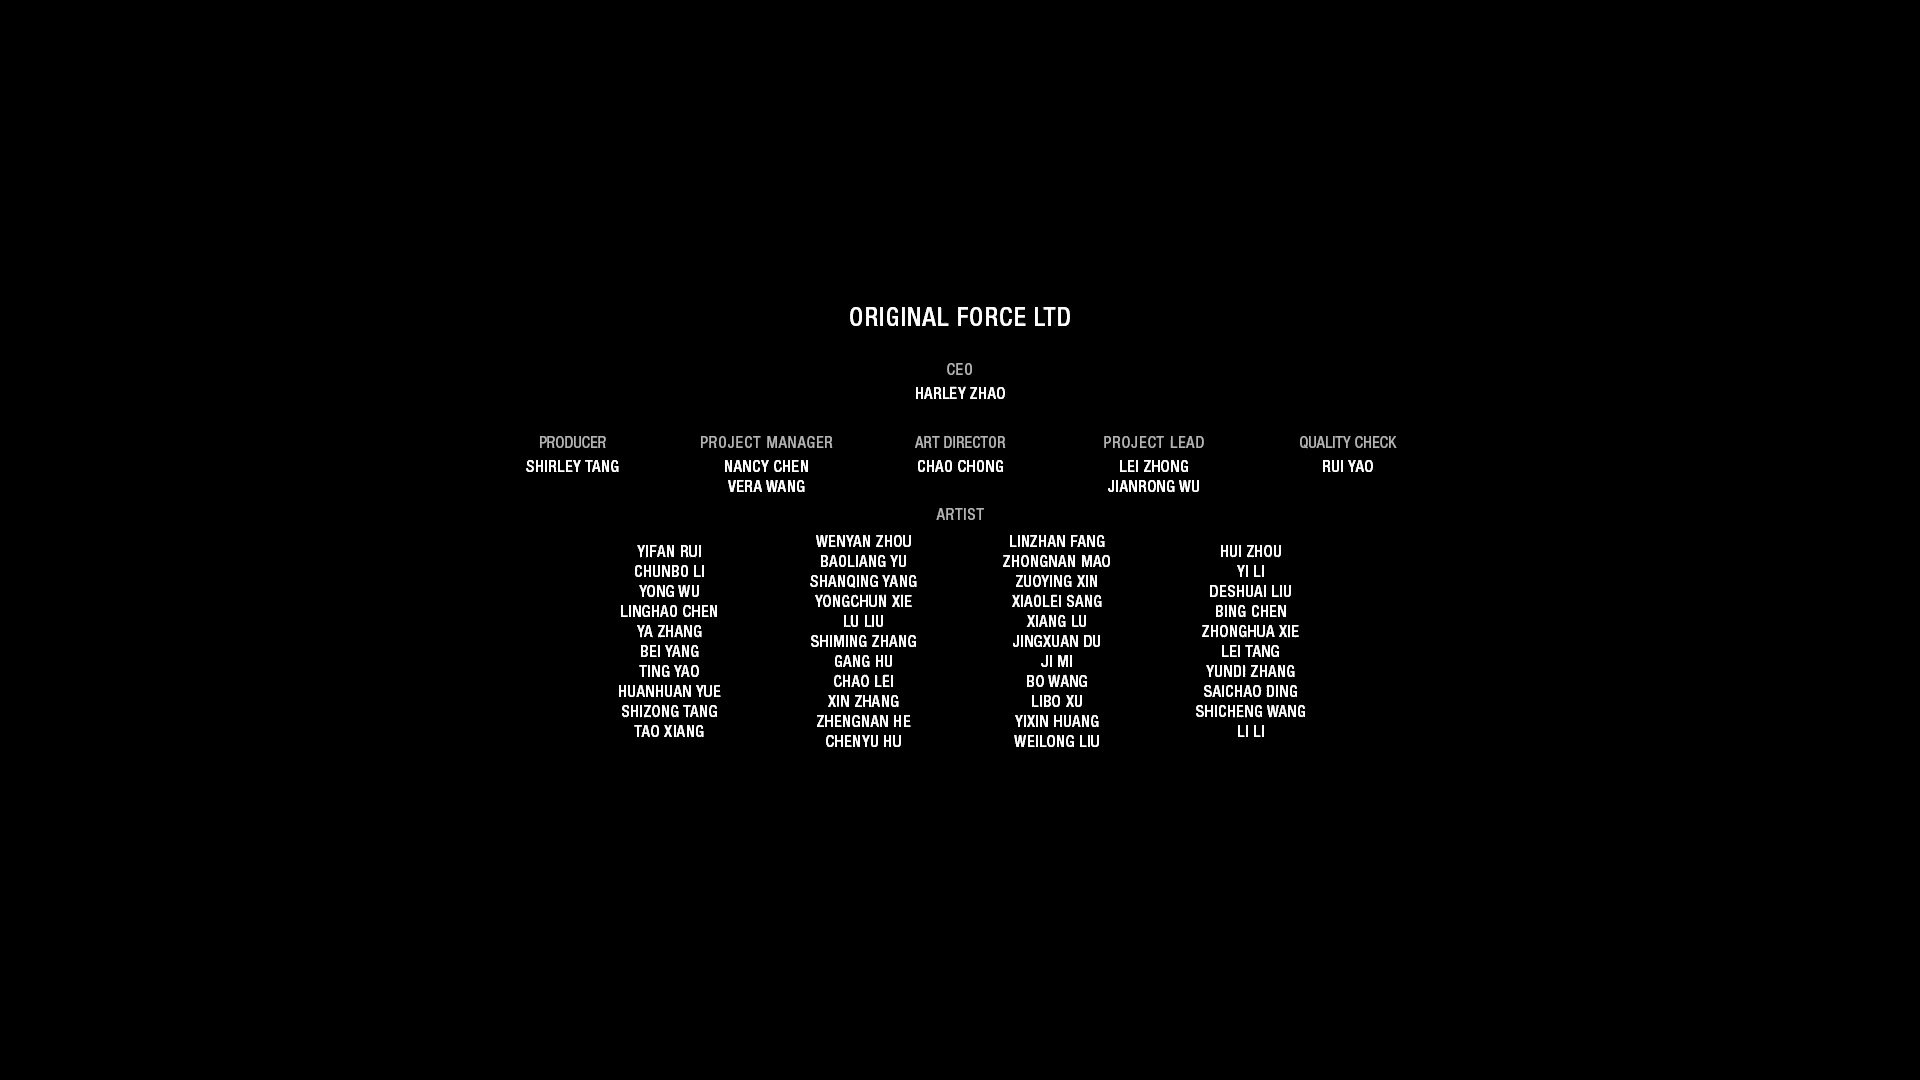 ORIGINAL FORCE LTD
CEO
HARLEY ZHAO
PRODUCER
SHIRLEY TANG
PROJECT MANAGER
NANCY CHEN
VERA WANG
ART DIRECTOR
CHAO CHONG
PROJECT LEAD
LEI ZHONG
JIANRONG WU
QUALITY CHECK
RUI YAO
ARTIST
YIFAN RUI
CHUNBO LI
YONG WU
LINGHAO CHEN
YA ZHANG
BEI YANG
TING YAO
HUANHUAN YUE
SHIZONG TANG
TAO XIANG
WENYAN ZHOU
BAOLIANG YU
SHANQING YANG
YONGCHUN XIE
LU LIU
SHIMING ZHANG
GANG HU
CHAO LEI
XIN ZHANG
ZHENGNAN HE
CHENYU HU
LINZHAN FANG
ZHONGNAN MAO
ZUOYING XIN
XIAOLEI SANG
XIANG LU
JINGXUAN DU
JI MI
BO WANG
LIBO XU
YIXIN HUANG
WEILONG LIU
HUI ZHOU
YI LI
DESHUAI LIU
BING CHEN
ZHONGHUA XIE
LEI TANG
YUNDI ZHANG
SAICHAO DING
SHICHENG WANG
LI LI